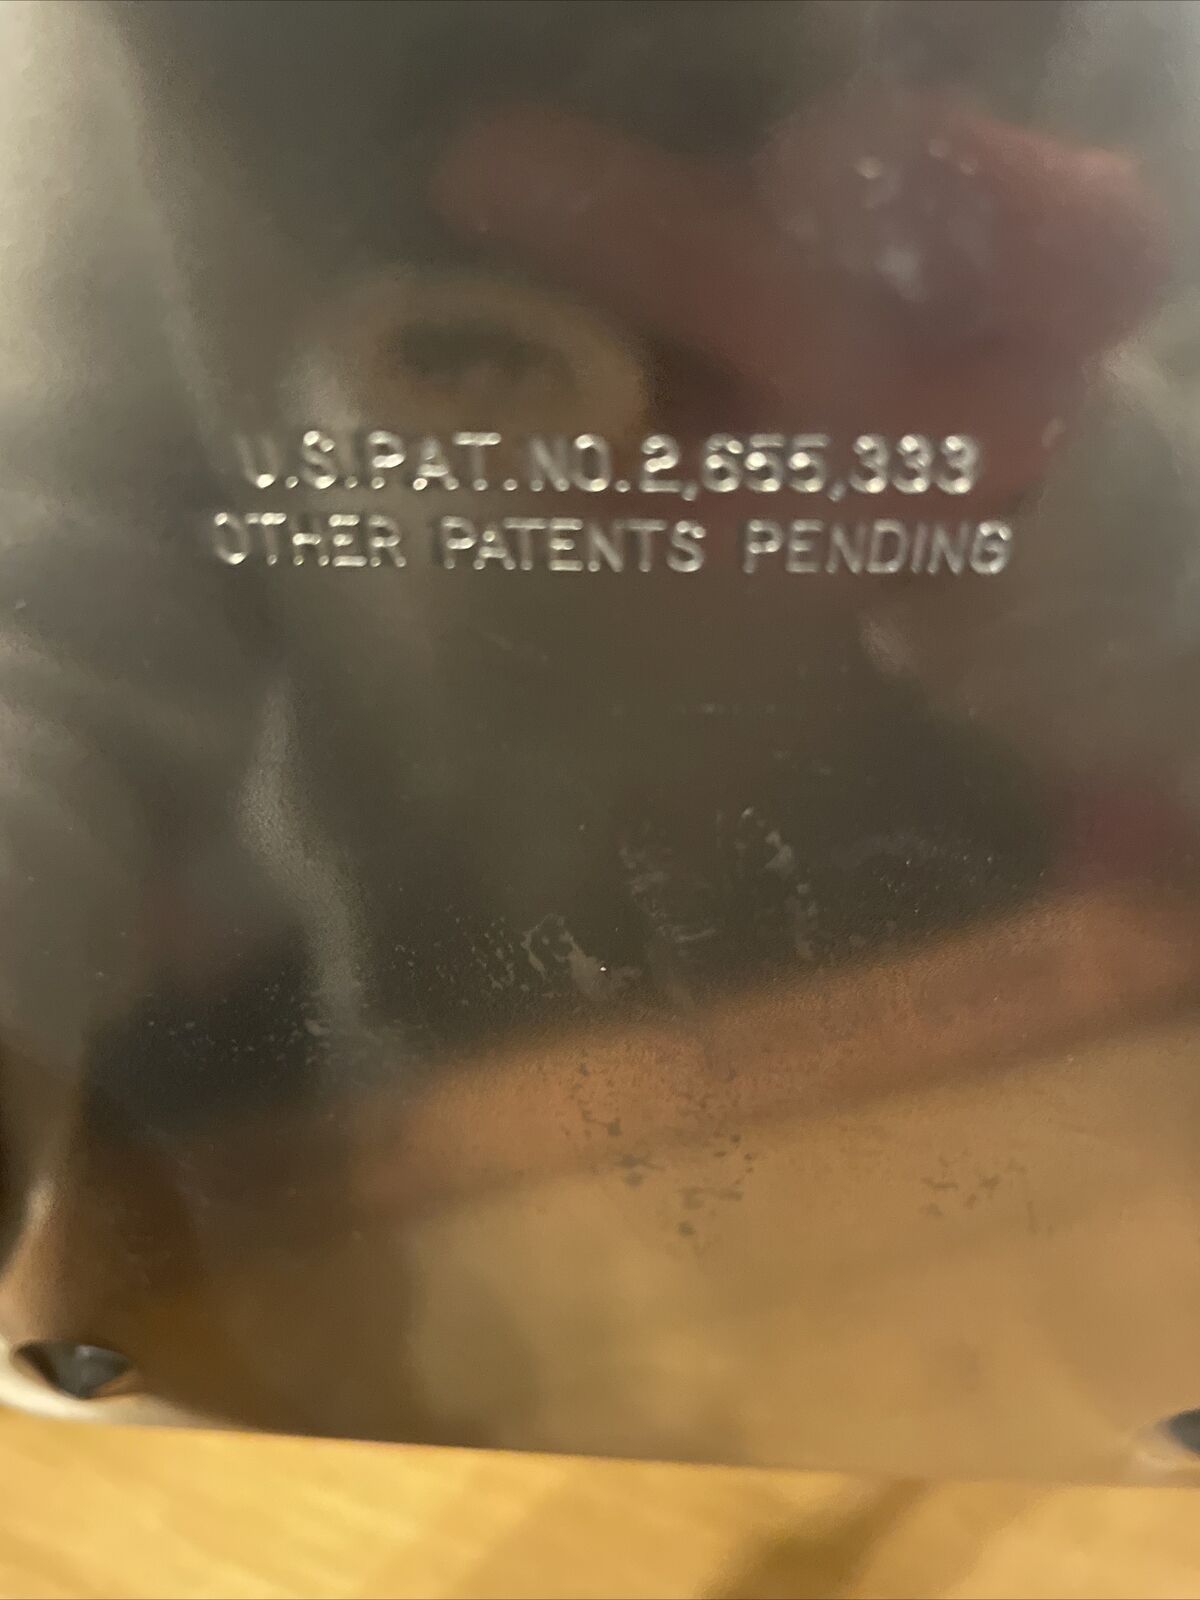 U.S.PAT.NO.2,655,333
OTHER PATENTS PENDING